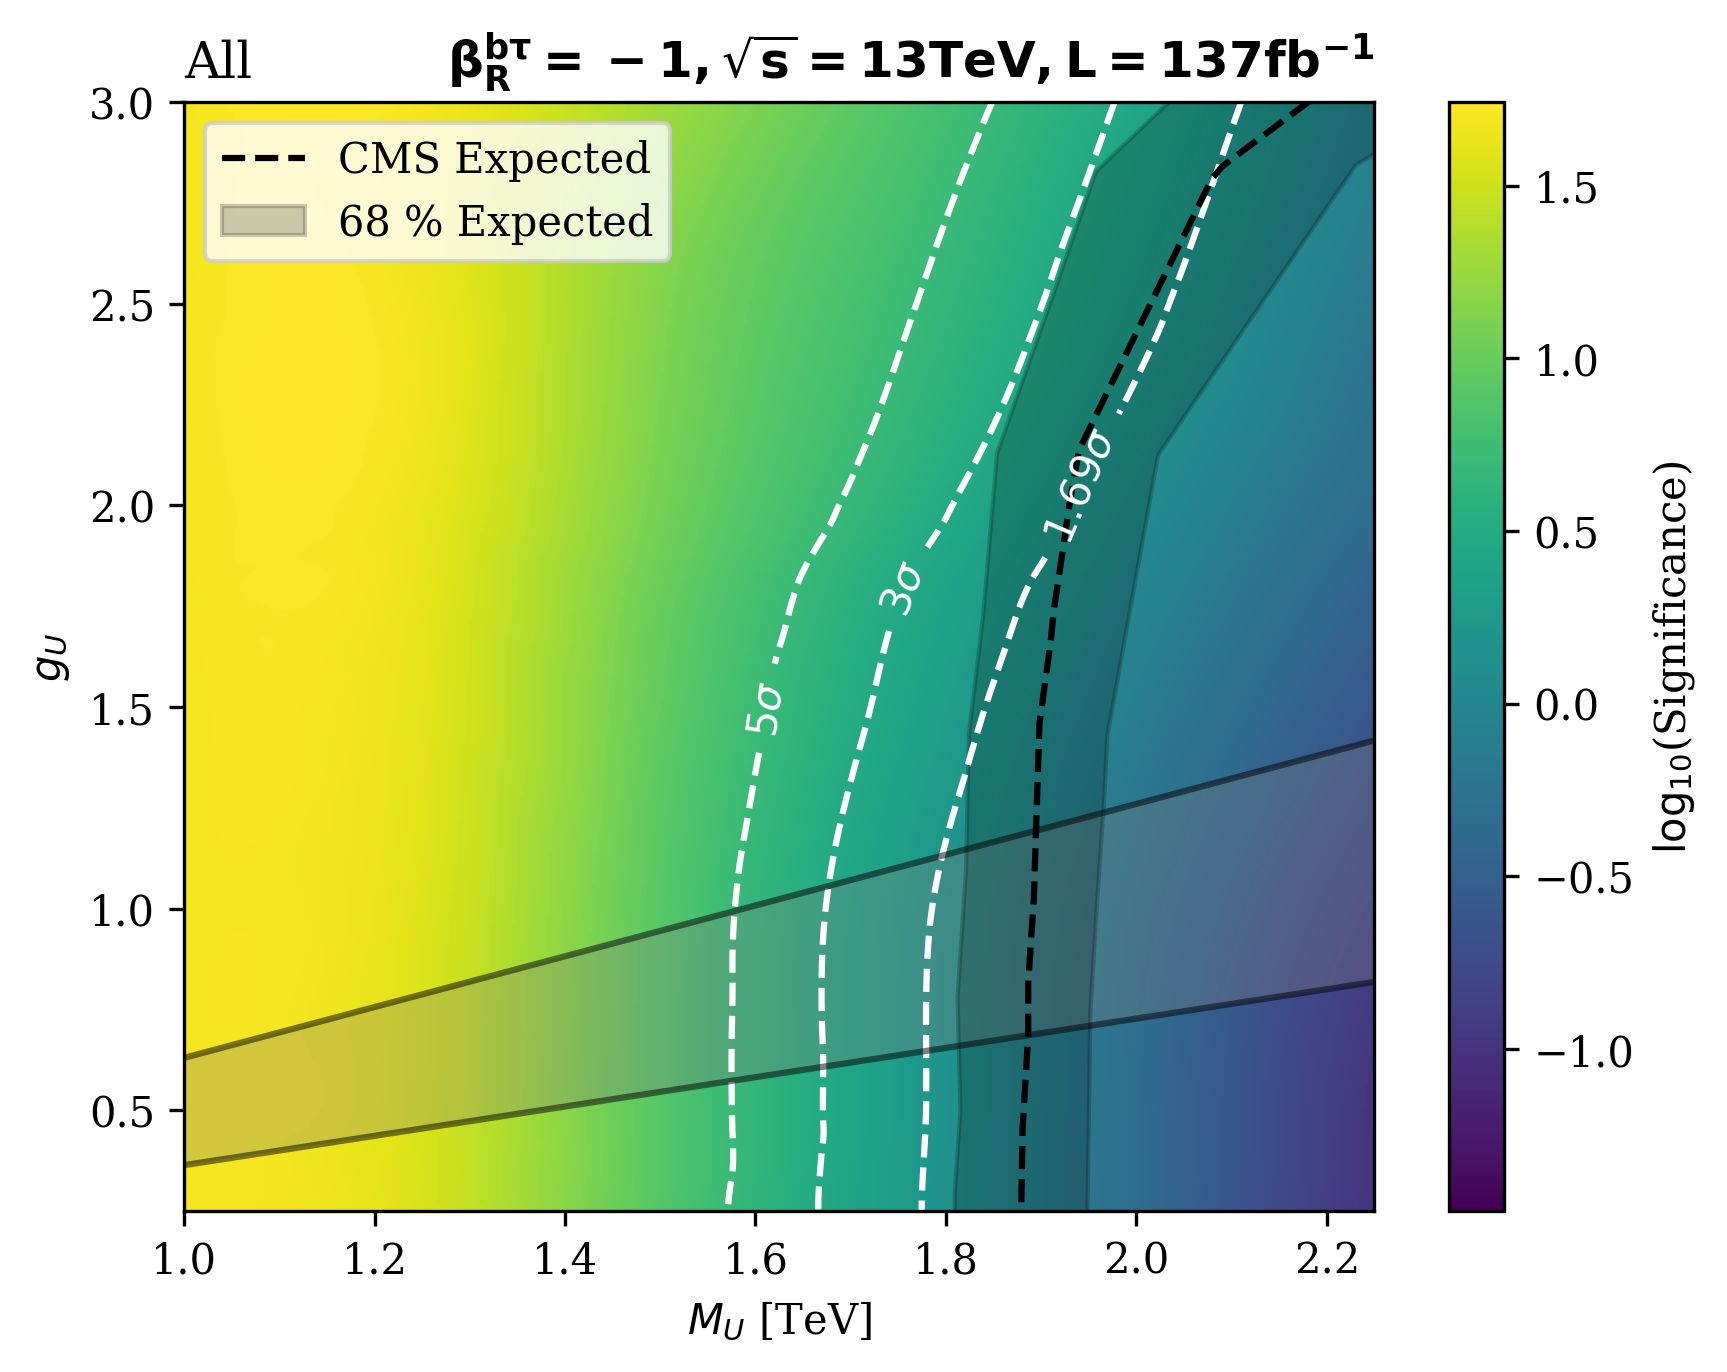 All
β_R^{bτ} = −1, √s = 13TeV, L = 137fb⁻¹
CMS Expected
68 % Expected
3.0
2.5
2.0
1.5
1.0
0.5
g_U
5σ
3σ
1.69σ
1.0
1.2
1.4
1.6
1.8
2.0
2.2
M_U [TeV]
1.5
1.0
0.5
0.0
−0.5
−1.0
log₁₀(Significance)